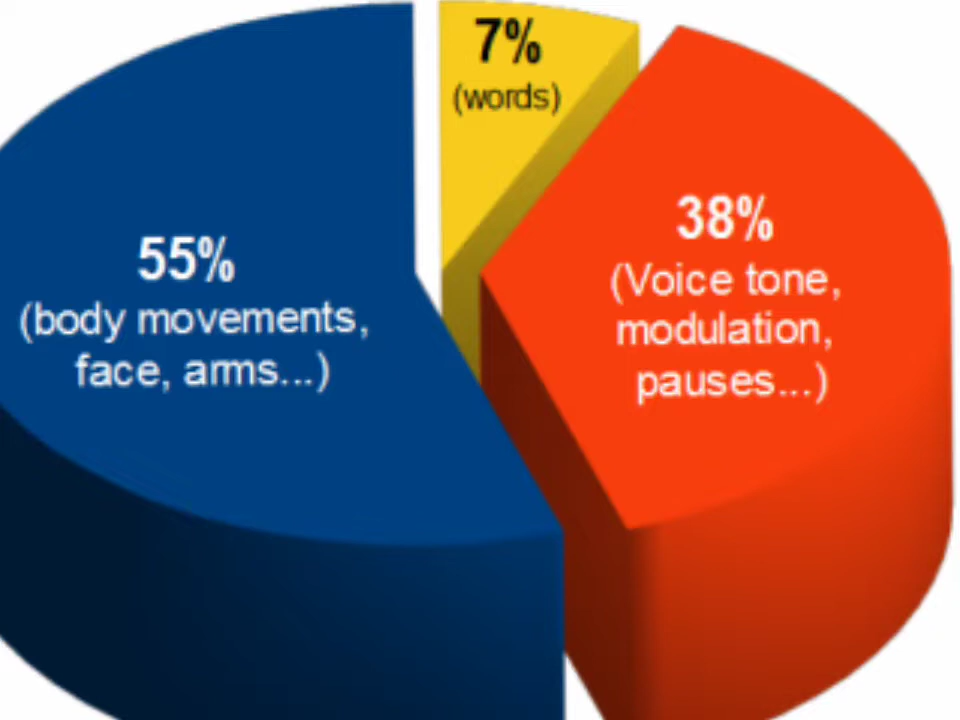 7%
(words)
38%
(Voice tone,
modulation,
pauses...)
55%
(body movements,
face, arms...)